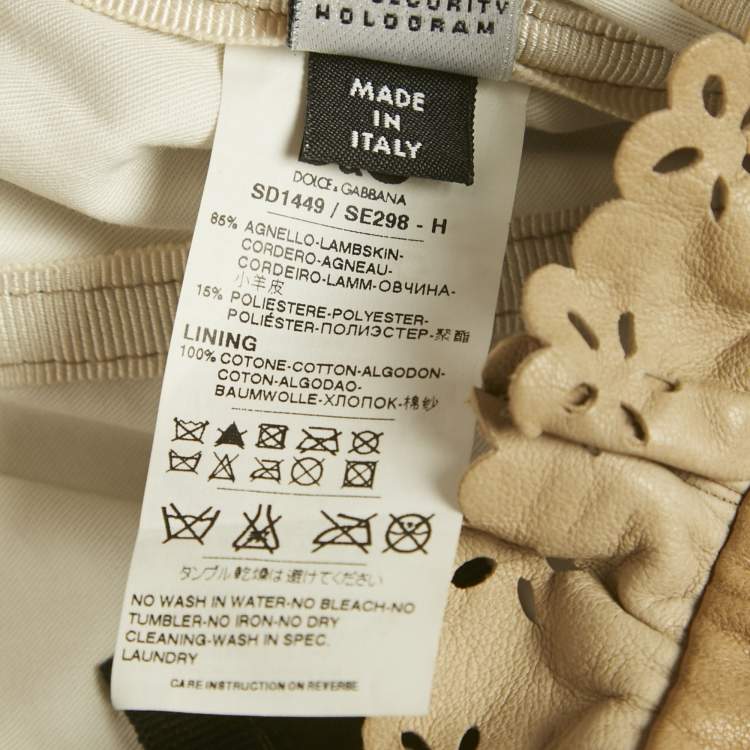 SECURITY
HOLOGRAM
MADE
IN
ITALY
DOLCE & GABBANA
SD1449 / SE298 - H
85% AGNELLO-LAMBSKIN-
CORDERO-AGNEAU-
CORDEIRO-LAMM-ОВЧИНА-
小羊皮
15% POLIESTERE-POLYESTER-
POLIÉSTER-ПОЛИЭСТЕР-聚酯
LINING
100% COTONE-COTTON-ALGODON-
COTON-ALGODAO-
BAUMWOLLE-ХЛОПОК-棉纱
タンブル乾燥は避けてください
NO WASH IN WATER-NO BLEACH-NO
TUMBLER-NO IRON-NO DRY
CLEANING-WASH IN SPEC.
LAUNDRY
CARE INSTRUCTION ON REVERSE